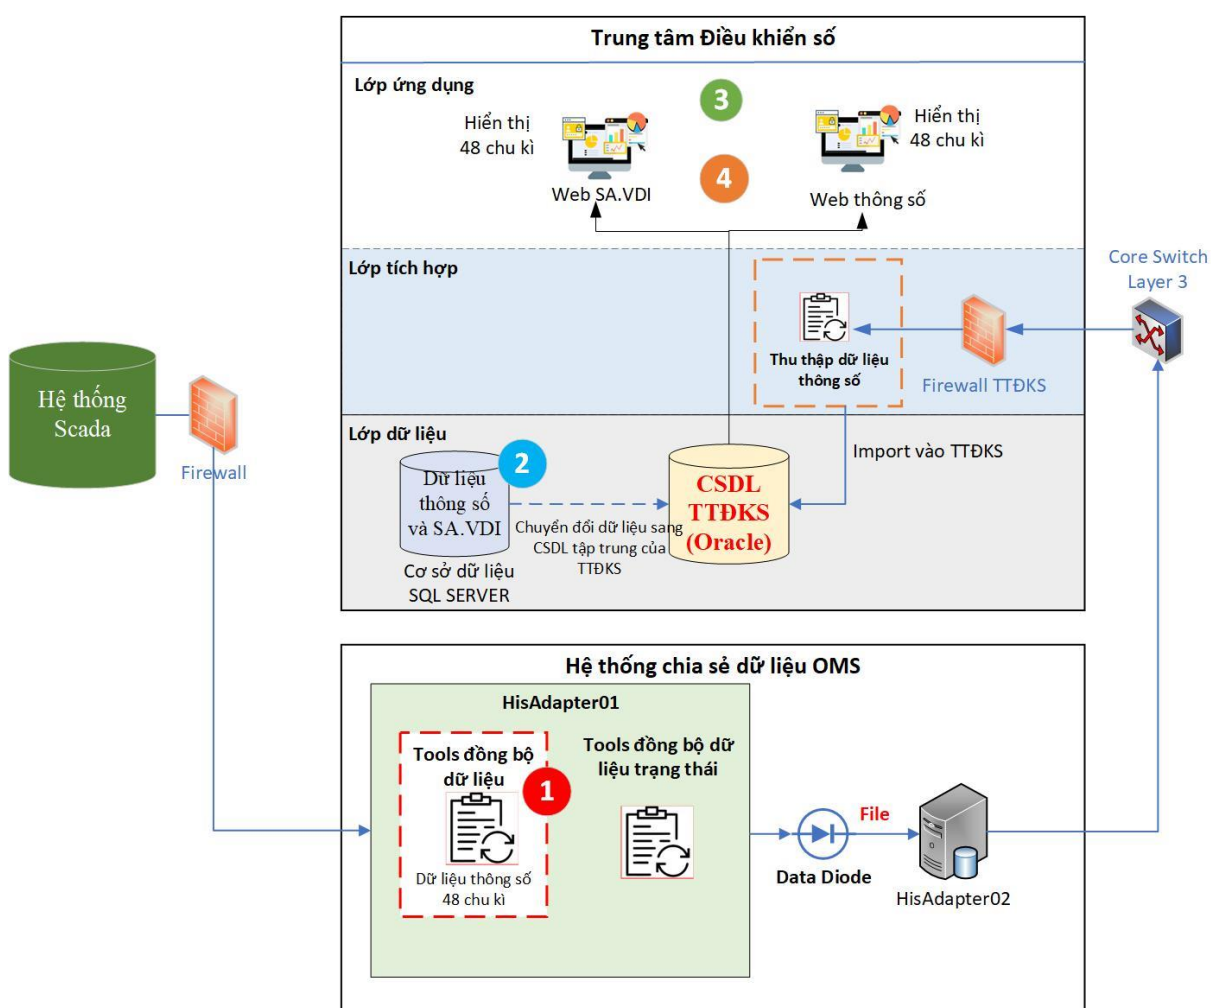 Trung tâm Điều khiển số
Lớp ứng dụng
Hiển thị
48 chu kì
3
Hiển thị
48 chu kì
4
Web SA.VDI
Web thông số
Lớp tích hợp
Core Switch
Layer 3
Thu thập dữ liệu
thông số
Firewall TTĐKS
Hệ thống
Scada
Firewall
Lớp dữ liệu
2
Dữ liệu
thông số
và SA.VDI
Chuyển đổi dữ liệu sang
CSDL tập trung của
TTĐKS
CSDL
TTĐKS
(Oracle)
Import vào TTĐKS
Cơ sở dữ liệu
SQL SERVER
Hệ thống chia sẻ dữ liệu OMS
HisAdapter01
Tools đồng bộ
dữ liệu
1
Dữ liệu thông số
48 chu kì
Tools đồng bộ dữ
liệu trạng thái
File
Data Diode
HisAdapter02